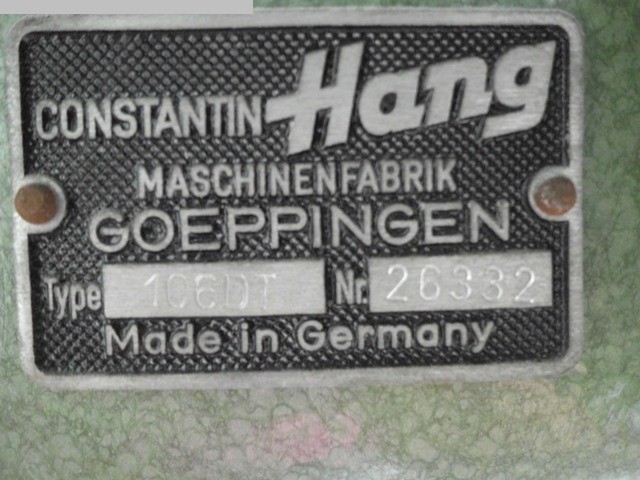 CONSTANTIN Hang
MASCHINENFABRIK
GOEPPINGEN
Type 106DT Nr. 26332
Made in Germany